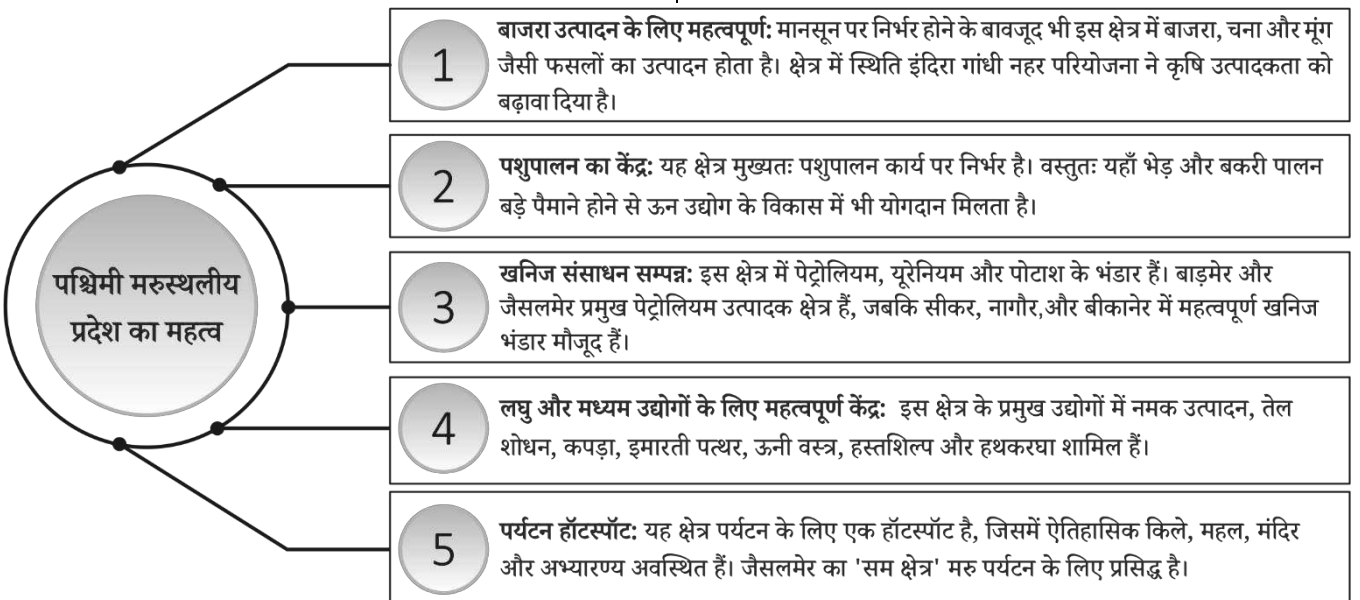 पश्चिमी मरुस्थलीय
प्रदेश का महत्व
1
बाजरा उत्पादन के लिए महत्वपूर्ण: मानसून पर निर्भर होने के बावजूद भी इस क्षेत्र में बाजरा, चना और मूंग
जैसी फसलों का उत्पादन होता है। क्षेत्र में स्थिति इंदिरा गांधी नहर परियोजना ने कृषि उत्पादकता को
बढ़ावा दिया है।
2
पशुपालन का केंद्र: यह क्षेत्र मुख्यतः पशुपालन कार्य पर निर्भर है। वस्तुतः यहाँ भेड़ और बकरी पालन
बड़े पैमाने होने से ऊन उद्योग के विकास में भी योगदान मिलता है।
3
खनिज संसाधन सम्पन्न: इस क्षेत्र में पेट्रोलियम, यूरेनियम और पोटाश के भंडार हैं। बाड़मेर और
जैसलमेर प्रमुख पेट्रोलियम उत्पादक क्षेत्र हैं, जबकि सीकर, नागौर,और बीकानेर में महत्वपूर्ण खनिज
भंडार मौजूद हैं।
4
लघु और मध्यम उद्योगों के लिए महत्वपूर्ण केंद्र: इस क्षेत्र के प्रमुख उद्योगों में नमक उत्पादन, तेल
शोधन, कपड़ा, इमारती पत्थर, ऊनी वस्त्र, हस्तशिल्प और हथकरघा शामिल हैं।
5
पर्यटन हॉटस्पॉट: यह क्षेत्र पर्यटन के लिए एक हॉटस्पॉट है, जिसमें ऐतिहासिक किले, महल, मंदिर
और अभ्यारण्य अवस्थित हैं। जैसलमेर का 'सम क्षेत्र' मरु पर्यटन के लिए प्रसिद्ध है।